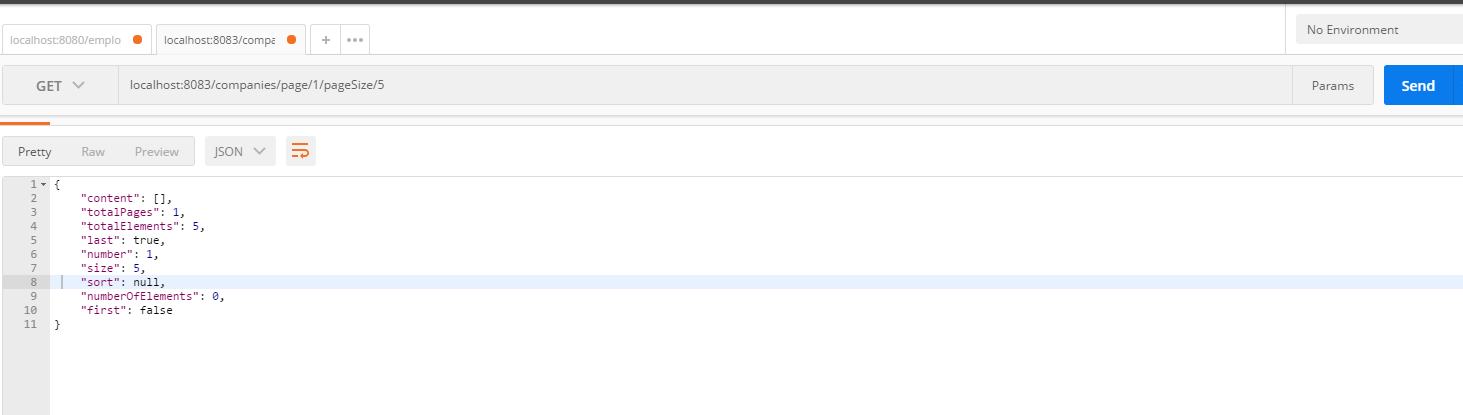 localhost:8080/emplo
localhost:8083/compa
+
•••
No Environment
GET
localhost:8083/companies/page/1/pageSize/5
Params
Send
Pretty
Raw
Preview
JSON
1 {
2 "content": [],
3 "totalPages": 1,
4 "totalElements": 5,
5 "last": true,
6 "number": 1,
7 "size": 5,
8 "sort": null,
9 "numberOfElements": 0,
10 "first": false
11 }